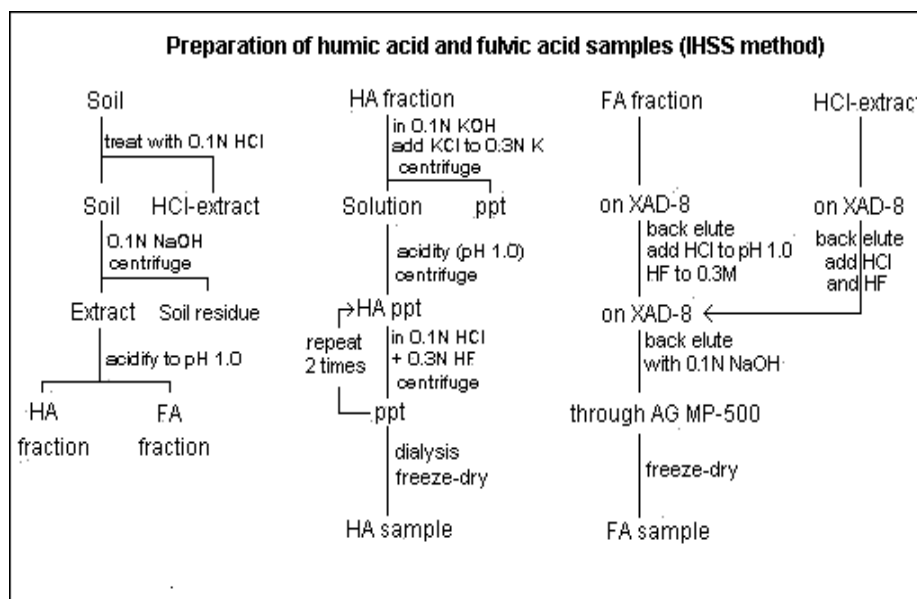 Preparation of humic acid and fulvic acid samples (IHSS method)
Soil
treat with 0.1N HCl
Soil HCl-extract
0.1N NaOH
centrifuge
Extract Soil residue
acidify to pH 1.0
HA FA
fraction fraction
HA fraction
in 0.1N KOH
add KCl to 0.3N K
centrifuge
Solution ppt
acidity (pH 1.0)
centrifuge
HA ppt
repeat
2 times
in 0.1N HCl
+ 0.3N HF
centrifuge
ppt
dialysis
freeze-dry
HA sample
FA fraction
on XAD-8
back elute
add HCl to pH 1.0
HF to 0.3M
on XAD-8
back elute
with 0.1N NaOH
through AG MP-500
freeze-dry
FA sample
HCl-extract
on XAD-8
back elute
add HCl
and HF